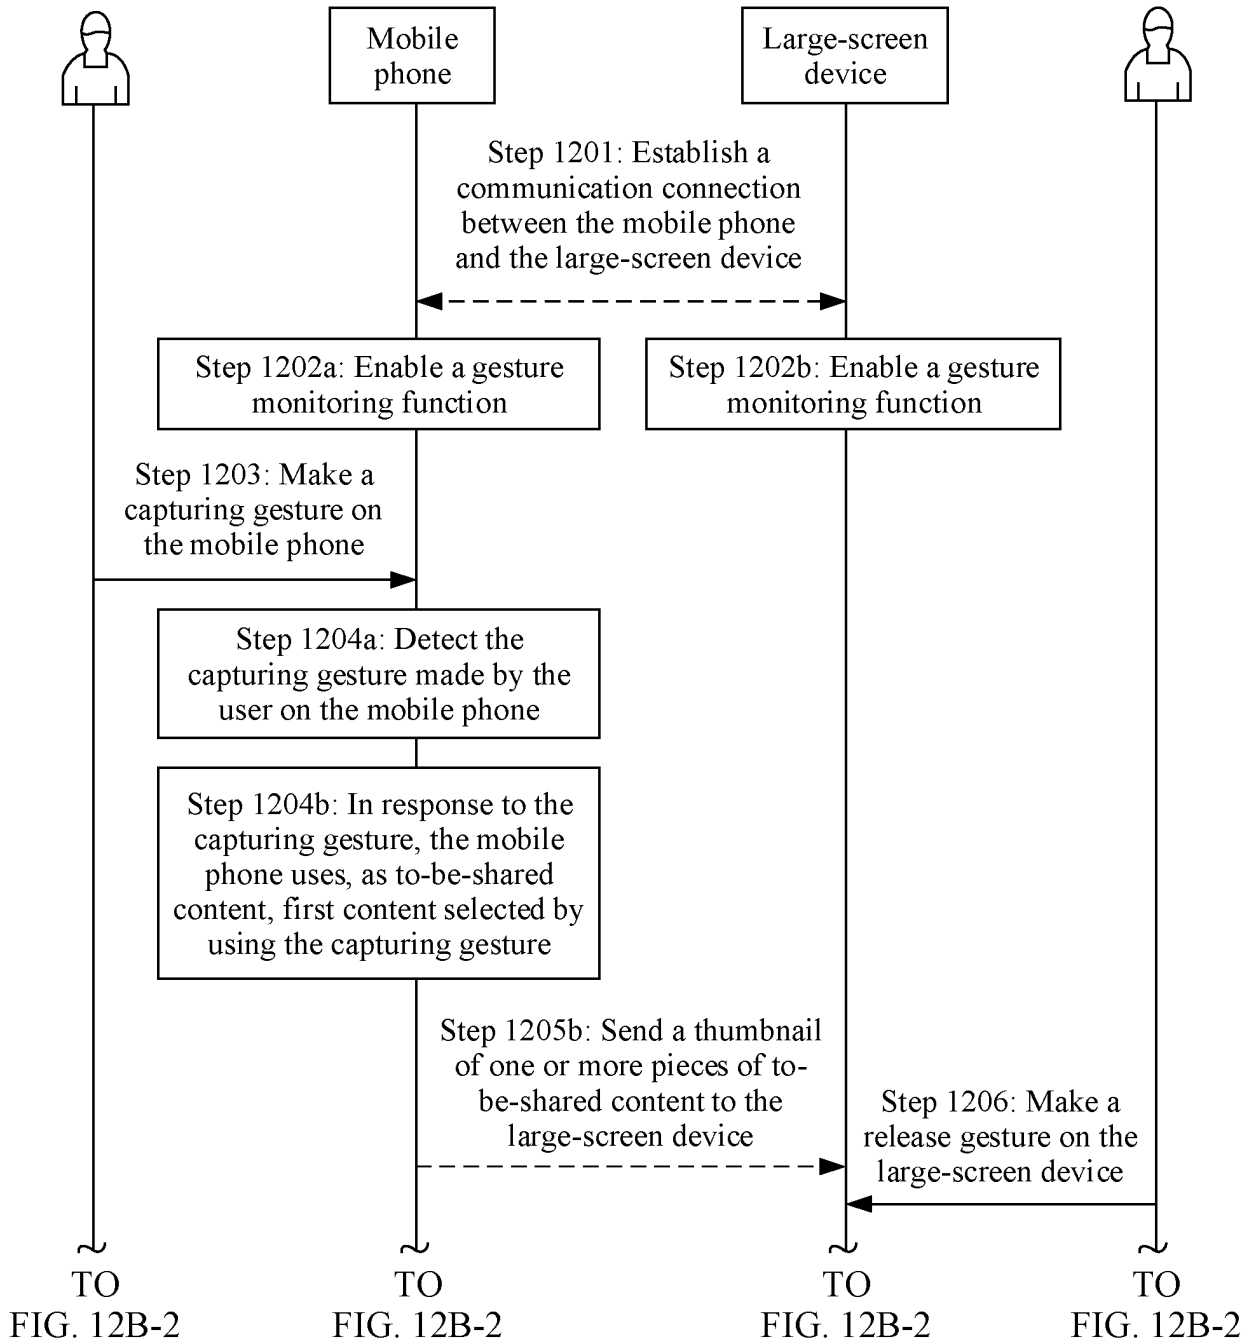 Mobile
phone
Large-screen
device
Step 1201: Establish a
communication connection
between the mobile phone
and the large-screen device
Step 1202a: Enable a gesture
monitoring function
Step 1202b: Enable a gesture
monitoring function
Step 1203: Make a
capturing gesture on
the mobile phone
Step 1204a: Detect the
capturing gesture made by the
user on the mobile phone
Step 1204b: In response to the
capturing gesture, the mobile
phone uses, as to-be-shared
content, first content selected by
using the capturing gesture
Step 1205b: Send a thumbnail
of one or more pieces of to-
be-shared content to the
large-screen device
Step 1206: Make a
release gesture on the
large-screen device
TO
FIG. 12B-2
TO
FIG. 12B-2
TO
FIG. 12B-2
TO
FIG. 12B-2